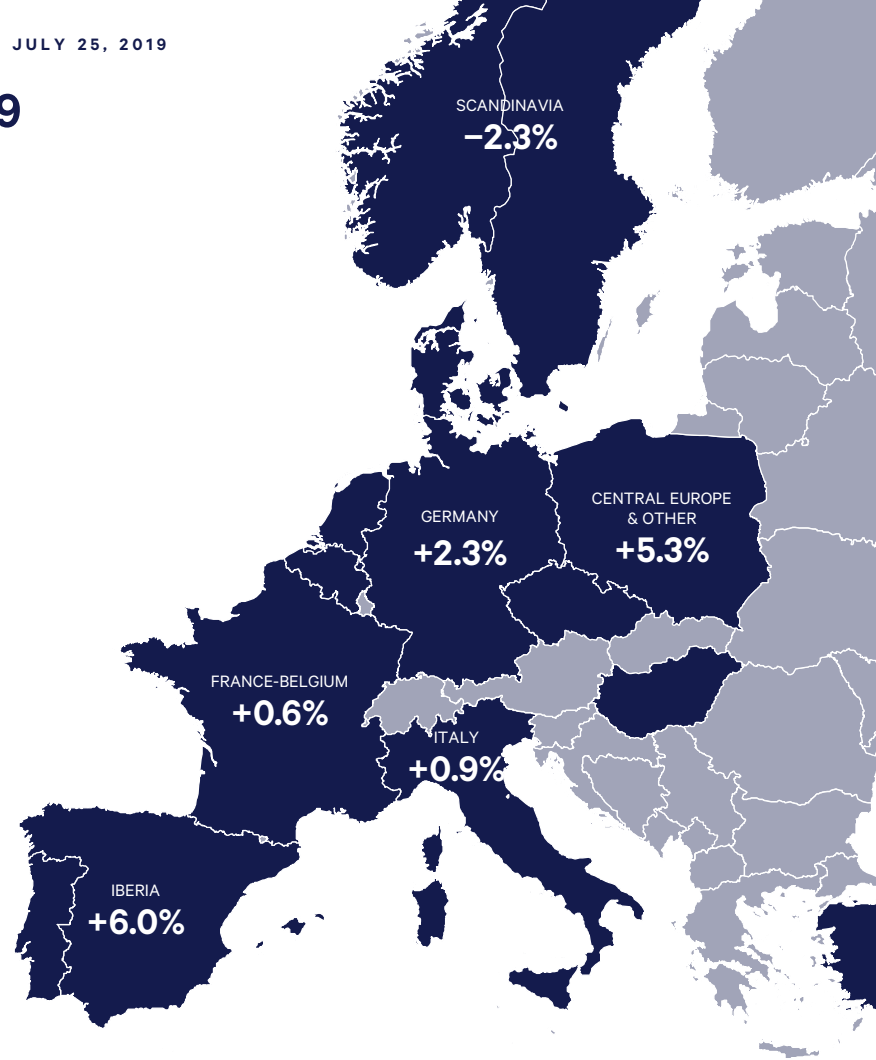 JULY 25, 2019
9
SCANDINAVIA
−2.3%
CENTRAL EUROPE
& OTHER
+5.3%
GERMANY
+2.3%
FRANCE-BELGIUM
+0.6%
ITALY
+0.9%
IBERIA
+6.0%